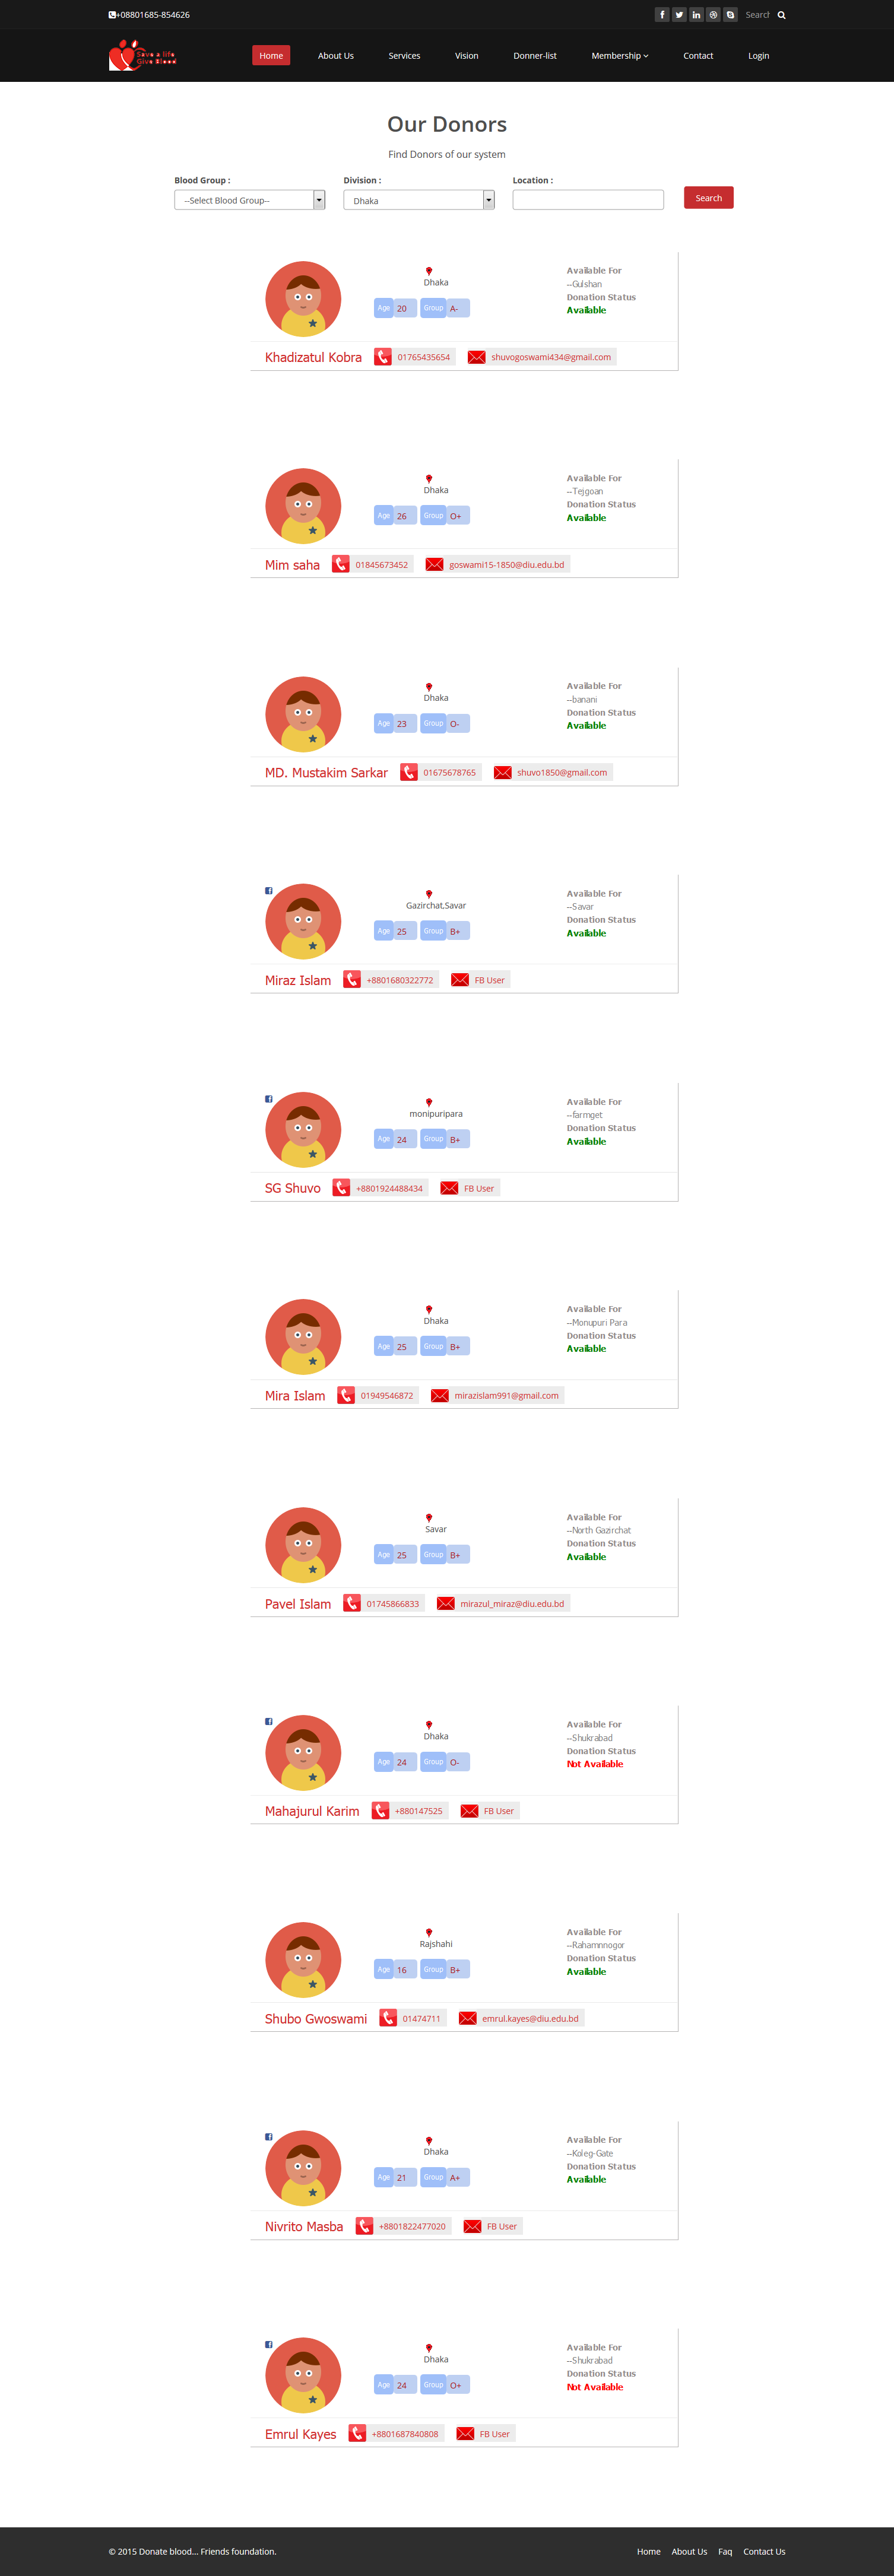 +08801685-854626
Search
Save a life
Give Blood
Home About Us Services Vision Donner-list Membership Contact Login
Our Donors
Find Donors of our system
Blood Group : Division : Location :
--Select Blood Group-- Dhaka Search
Dhaka
Age 20 Group A-
Available For
--Gulshan
Donation Status
Available
Khadizatul Kobra 01765435654 shuvogoswami434@gmail.com
Dhaka
Age 26 Group O+
Available For
--Tejgoan
Donation Status
Available
Mim saha 01845673452 goswami15-1850@diu.edu.bd
Dhaka
Age 23 Group O-
Available For
--banani
Donation Status
Available
MD. Mustakim Sarkar 01675678765 shuvo1850@gmail.com
Gazirchat,Savar
Age 25 Group B+
Available For
--Savar
Donation Status
Available
Miraz Islam +8801680322772 FB User
monipuripara
Age 24 Group B+
Available For
--farmget
Donation Status
Available
SG Shuvo +8801924488434 FB User
Dhaka
Age 25 Group B+
Available For
--Monupuri Para
Donation Status
Available
Mira Islam 01949546872 mirazislam991@gmail.com
Savar
Age 25 Group B+
Available For
--North Gazirchat
Donation Status
Available
Pavel Islam 01745866833 mirazul_miraz@diu.edu.bd
Dhaka
Age 24 Group O-
Available For
--Shukrabad
Donation Status
Not Available
Mahajurul Karim +880147525 FB User
Rajshahi
Age 16 Group B+
Available For
--Rahamnnogor
Donation Status
Available
Shubo Gwoswami 01474711 emrul.kayes@diu.edu.bd
Dhaka
Age 21 Group A+
Available For
--Koleg-Gate
Donation Status
Available
Nivrito Masba +8801822477020 FB User
Dhaka
Age 24 Group O+
Available For
--Shukrabad
Donation Status
Not Available
Emrul Kayes +8801687840808 FB User
© 2015 Donate blood... Friends foundation. Home About Us Faq Contact Us